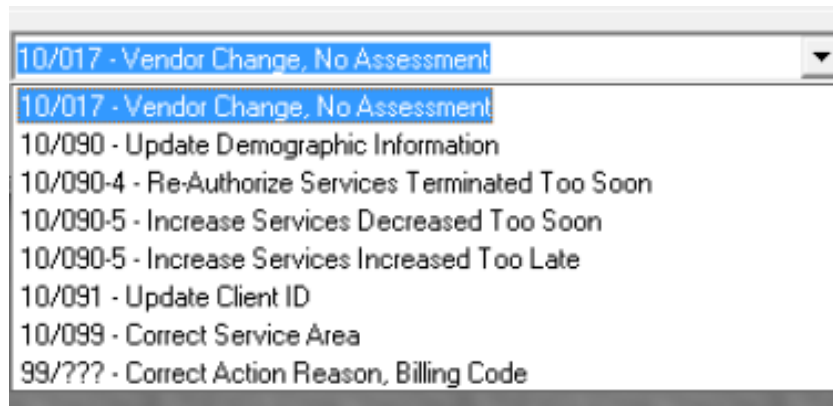 10/017 - Vendor Change, No Assessment
10/017 - Vendor Change, No Assessment
10/090 - Update Demographic Information
10/090-4 - Re-Authorize Services Terminated Too Soon
10/090-5 - Increase Services Decreased Too Soon
10/090-5 - Increase Services Increased Too Late
10/091 - Update Client ID
10/099 - Correct Service Area
99/??? - Correct Action Reason, Billing Code